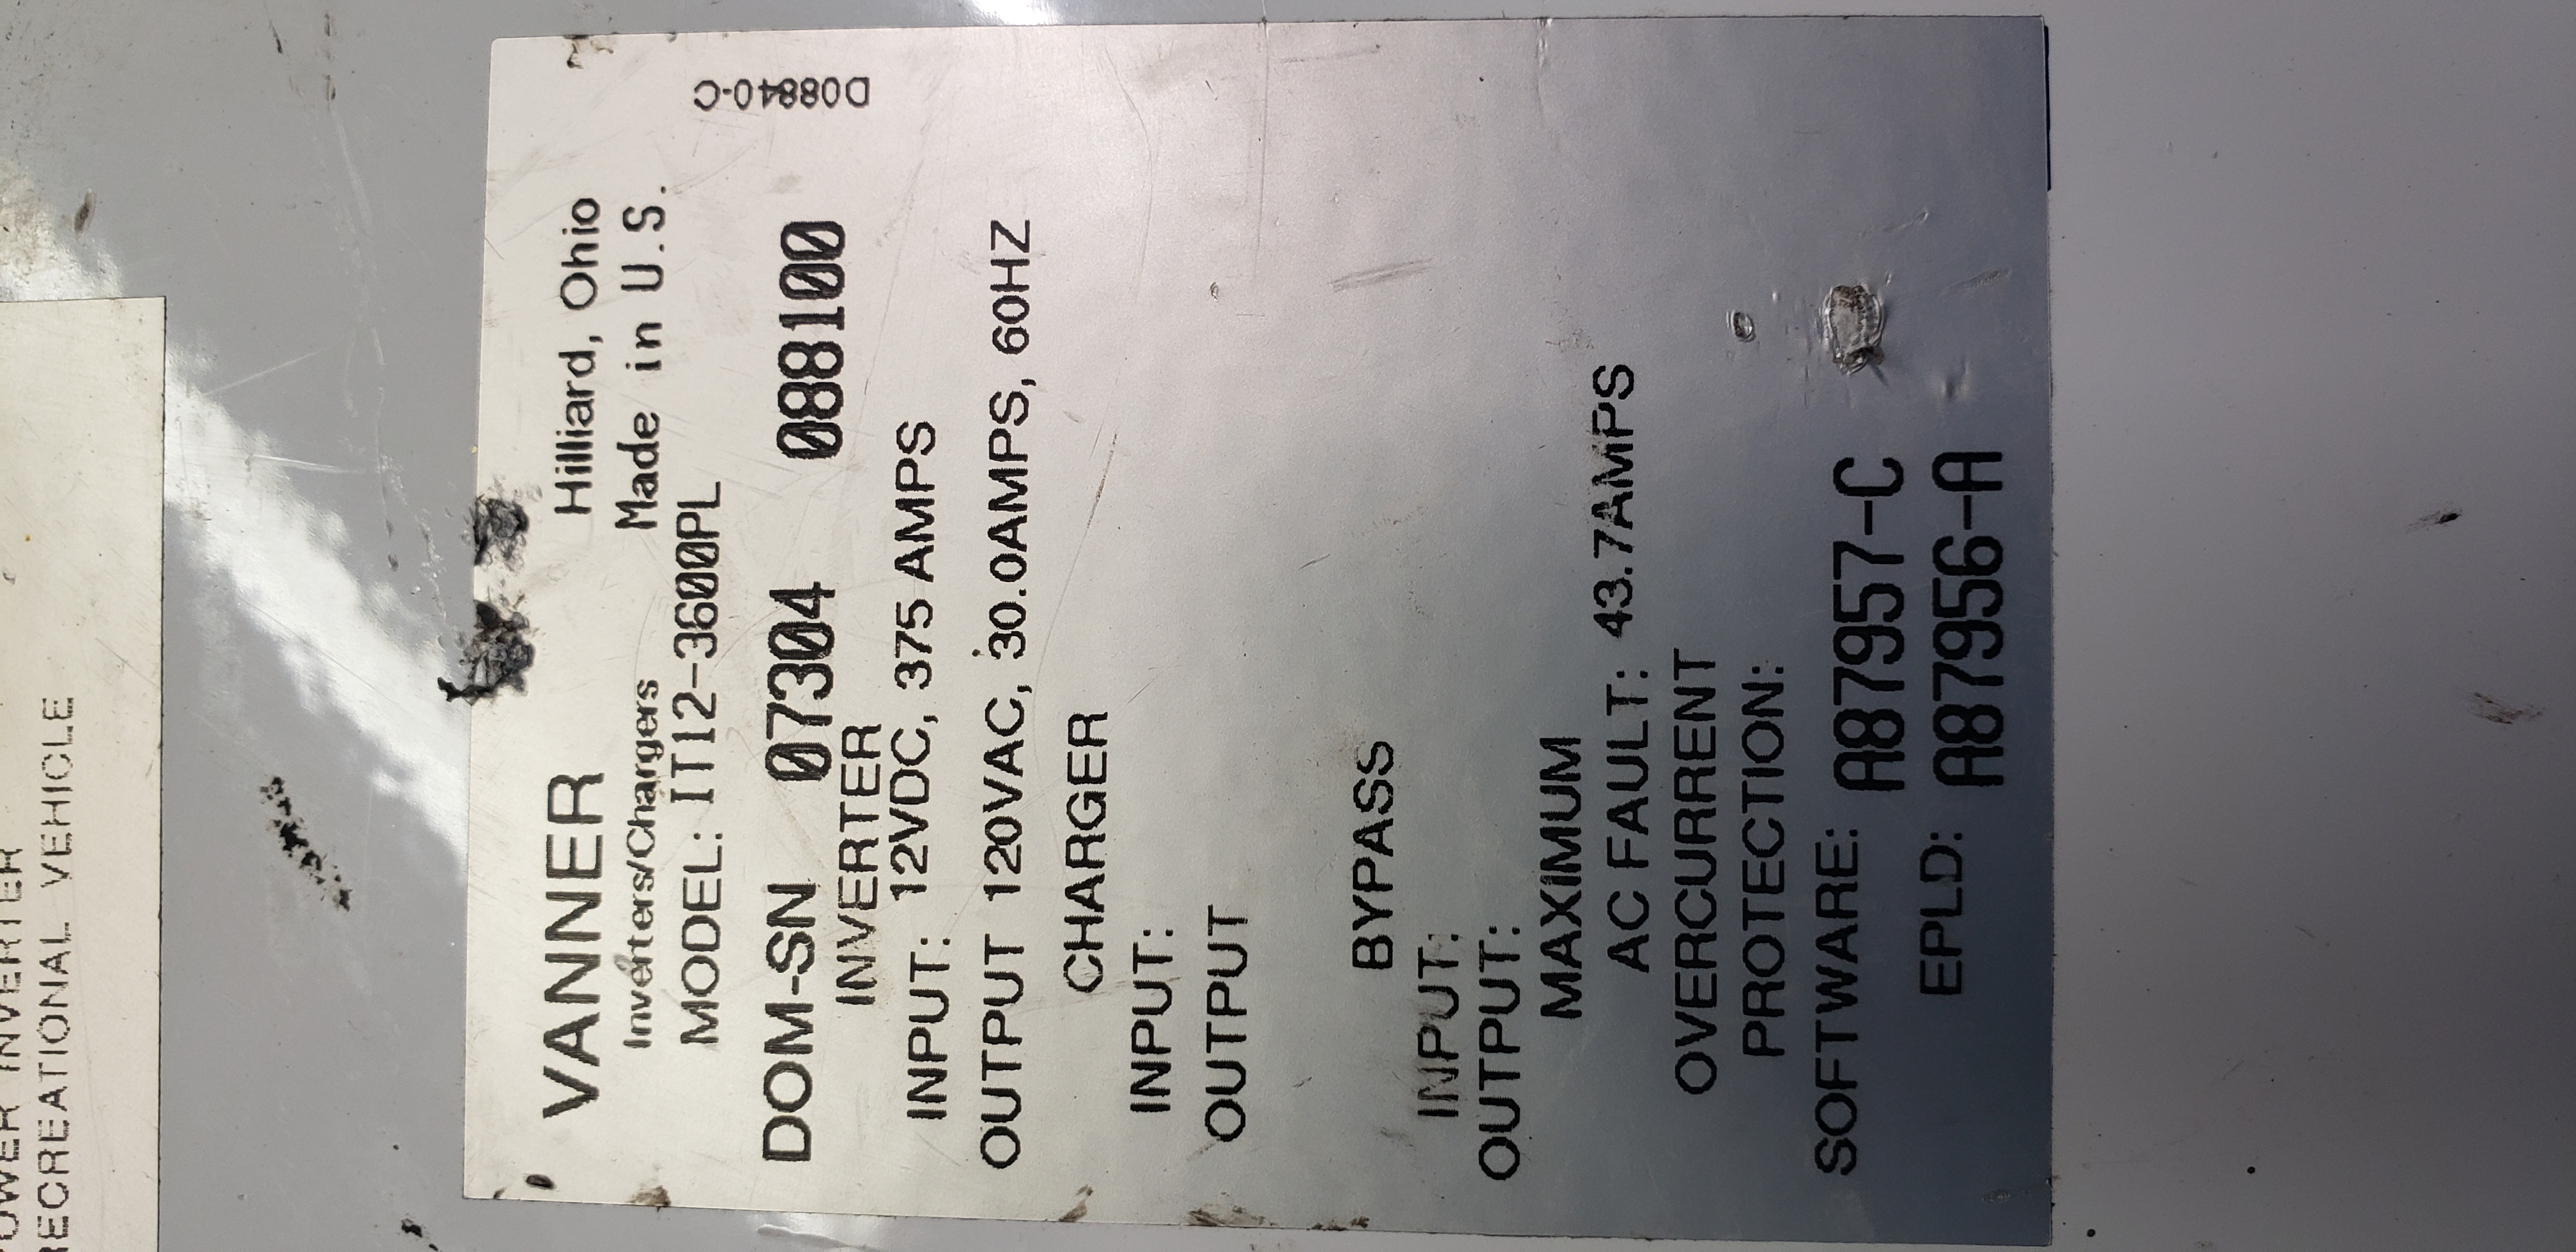 POWER INVERTER
RECREATIONAL VEHICLE
VANNER Hilliard, Ohio
Inverters/Chargers Made in U.S.
MODEL: IT12-3600PL
D08840-C
DOM-SN 07304 088100
INVERTER
INPUT: 12VDC, 375 AMPS
OUTPUT 120VAC, 30.0AMPS, 60HZ
CHARGER
INPUT:
OUTPUT
BYPASS
INPUT:
OUTPUT:
MAXIMUM
AC FAULT: 43.7AMPS
OVERCURRENT
PROTECTION:
SOFTWARE: A87957-C
EPLD: A87956-A